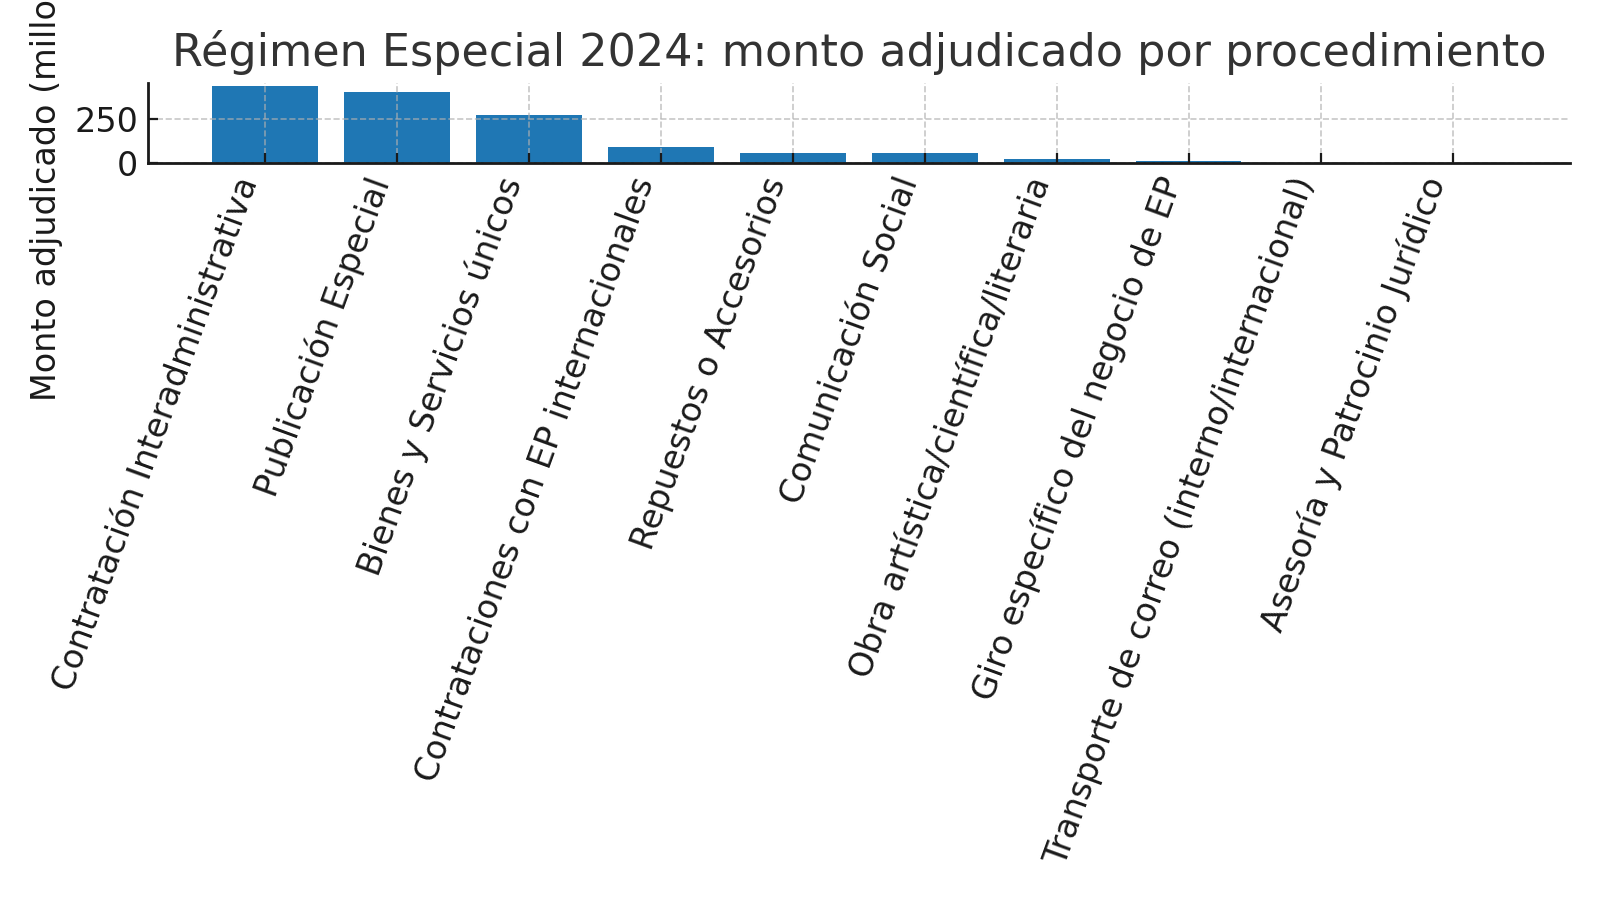 Régimen Especial 2024: monto adjudicado por procedimiento
Monto adjudicado (millo
250
0
Contratación Interadministrativa
Publicación Especial
Bienes y Servicios únicos
Contrataciones con EP internacionales
Repuestos o Accesorios
Comunicación Social
Obra artística/científica/literaria
Giro específico del negocio de EP
Transporte de correo (interno/internacional)
Asesoría y Patrocinio Jurídico